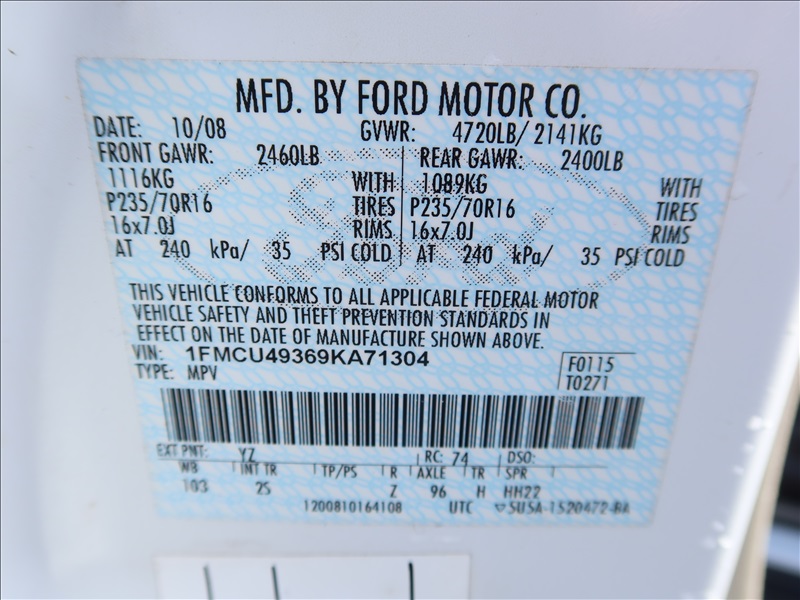 MFD. BY FORD MOTOR CO.
DATE: 10/08 GVWR: 4720LB/ 2141KG
FRONT GAWR: 2460LB REAR GAWR: 2400LB
1116KG WITH 1089KG WITH
P235/70R16 TIRES P235/70R16 TIRES
16x7.0J RIMS 16x7.0J RIMS
AT 240 kPa/ 35 PSI COLD AT 240 kPa/ 35 PSI COLD
THIS VEHICLE CONFORMS TO ALL APPLICABLE FEDERAL MOTOR
VEHICLE SAFETY AND THEFT PREVENTION STANDARDS IN
EFFECT ON THE DATE OF MANUFACTURE SHOWN ABOVE.
VIN: 1FMCU49369KA71304 F0115
TYPE: MPV T0271
EXT PNT: YZ RC: 74 DSO:
WB INT TR TP/PS R AXLE TR SPR
103 25 Z 96 H HH22
1200810164108 UTC SU5A-1520472-BA